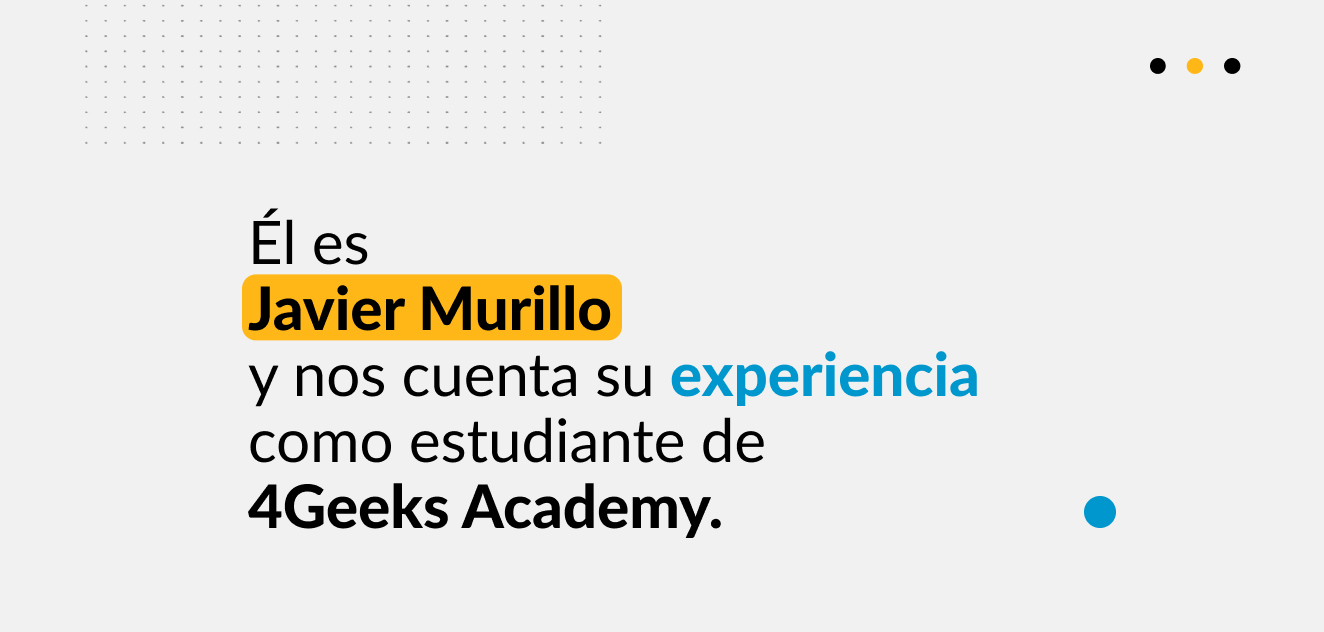 Él es
Javier Murillo
y nos cuenta su experiencia
como estudiante de
4Geeks Academy.